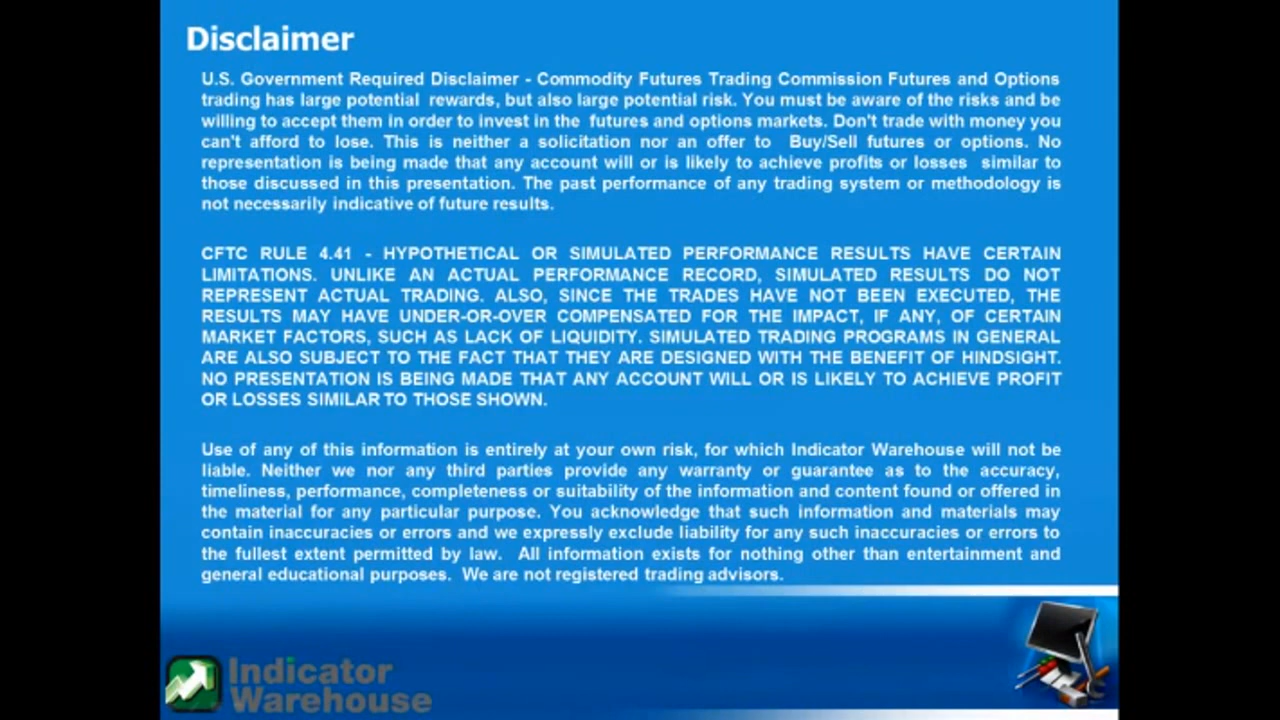 Disclaimer
U.S. Government Required Disclaimer - Commodity Futures Trading Commission Futures and Options
trading has large potential rewards, but also large potential risk. You must be aware of the risks and be
willing to accept them in order to invest in the futures and options markets. Don't trade with money you
can't afford to lose. This is neither a solicitation nor an offer to Buy/Sell futures or options. No
representation is being made that any account will or is likely to achieve profits or losses similar to
those discussed in this presentation. The past performance of any trading system or methodology is
not necessarily indicative of future results.
CFTC RULE 4.41 - HYPOTHETICAL OR SIMULATED PERFORMANCE RESULTS HAVE CERTAIN
LIMITATIONS. UNLIKE AN ACTUAL PERFORMANCE RECORD, SIMULATED RESULTS DO NOT
REPRESENT ACTUAL TRADING. ALSO, SINCE THE TRADES HAVE NOT BEEN EXECUTED, THE
RESULTS MAY HAVE UNDER-OR-OVER COMPENSATED FOR THE IMPACT, IF ANY, OF CERTAIN
MARKET FACTORS, SUCH AS LACK OF LIQUIDITY. SIMULATED TRADING PROGRAMS IN GENERAL
ARE ALSO SUBJECT TO THE FACT THAT THEY ARE DESIGNED WITH THE BENEFIT OF HINDSIGHT.
NO PRESENTATION IS BEING MADE THAT ANY ACCOUNT WILL OR IS LIKELY TO ACHIEVE PROFIT
OR LOSSES SIMILAR TO THOSE SHOWN.
Use of any of this information is entirely at your own risk, for which Indicator Warehouse will not be
liable. Neither we nor any third parties provide any warranty or guarantee as to the accuracy,
timeliness, performance, completeness or suitability of the information and content found or offered in
the material for any particular purpose. You acknowledge that such information and materials may
contain inaccuracies or errors and we expressly exclude liability for any such inaccuracies or errors to
the fullest extent permitted by law. All information exists for nothing other than entertainment and
general educational purposes. We are not registered trading advisors.
Indicator
Warehouse